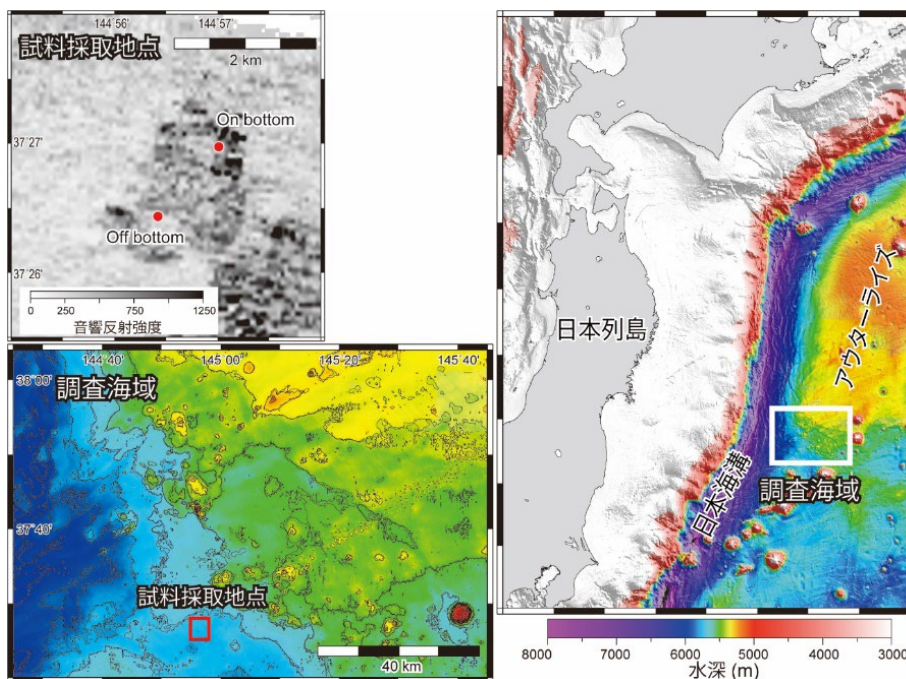 144°56'
144°57'
試料採取地点
2 km
On bottom
37°27'
Off bottom
37°26'
0
250
750
1250
音響反射強度
144°40'
145°00'
145°20'
145°40'
38°00'
調査海域
37°40'
試料採取地点
40 km
日本列島
アウターライズ
日本海溝
調査海域
8000
7000
6000
5000
4000
3000
水深 (m)